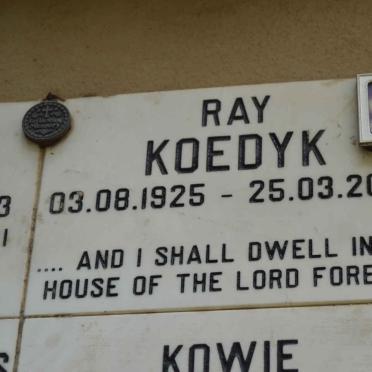 RAY
KOEDYK
03.08.1925 - 25.03.20
.... AND I SHALL DWELL IN
HOUSE OF THE LORD FORE
KOWIE